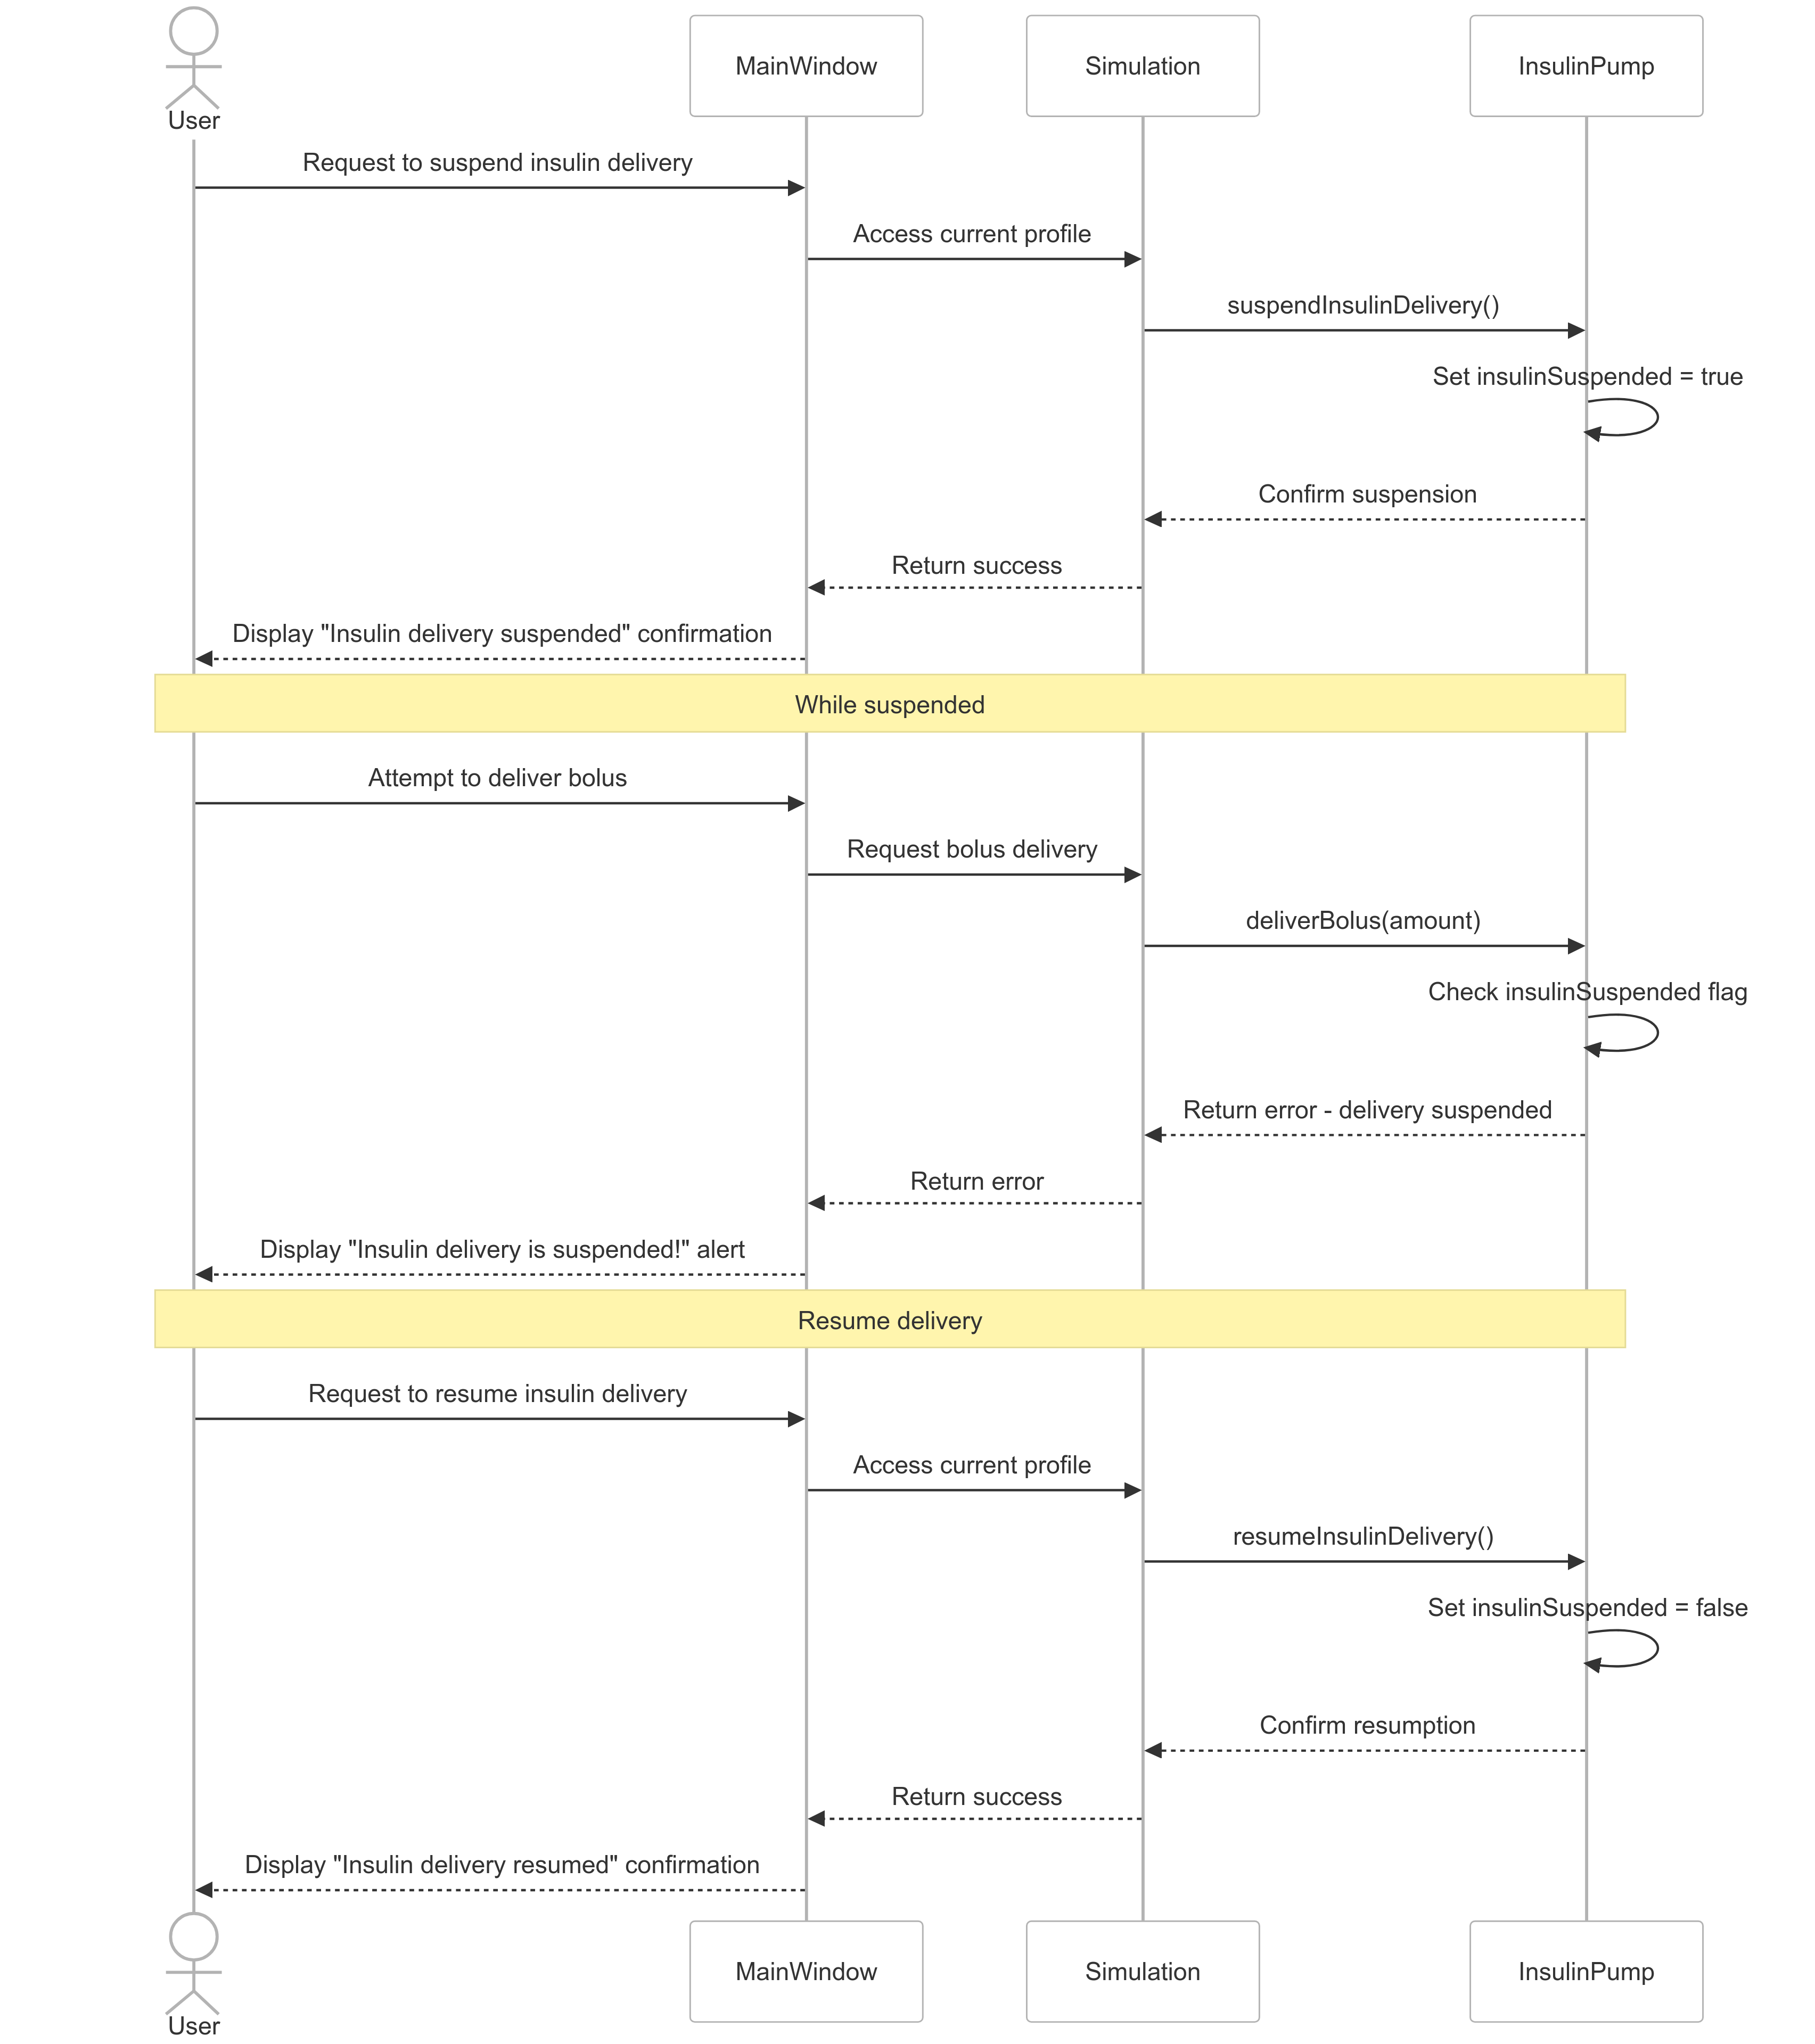 User
MainWindow
Simulation
InsulinPump
Request to suspend insulin delivery
Access current profile
suspendInsulinDelivery()
Set insulinSuspended = true
Confirm suspension
Return success
Display "Insulin delivery suspended" confirmation
While suspended
Attempt to deliver bolus
Request bolus delivery
deliverBolus(amount)
Check insulinSuspended flag
Return error - delivery suspended
Return error
Display "Insulin delivery is suspended!" alert
Resume delivery
Request to resume insulin delivery
Access current profile
resumeInsulinDelivery()
Set insulinSuspended = false
Confirm resumption
Return success
Display "Insulin delivery resumed" confirmation
User
MainWindow
Simulation
InsulinPump